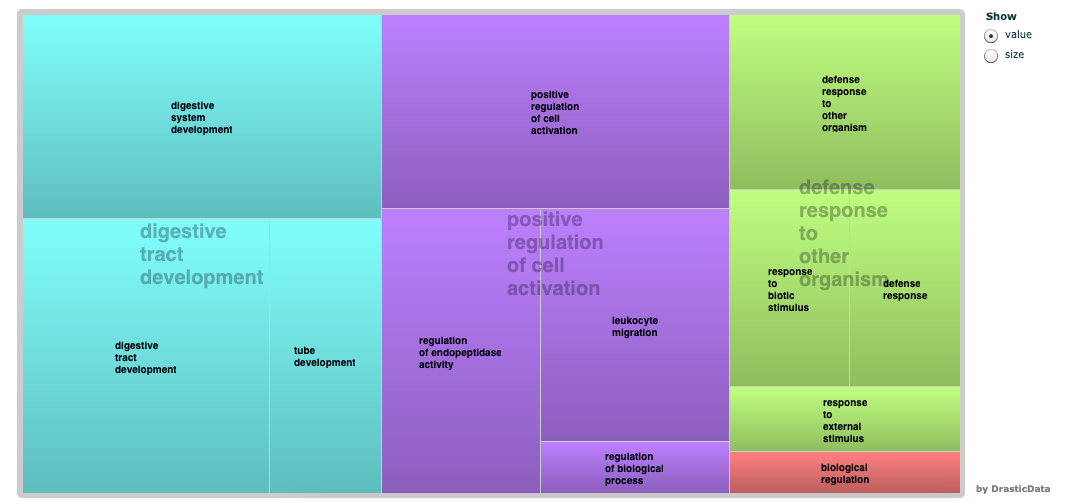 Show
value
size
digestive
system
development
positive
regulation
of cell
activation
defense
response
to
other
organism
digestive
tract
development
positive
regulation
of cell
activation
defense
response
to
other
organism
digestive
tract
development
tube
development
regulation
of endopeptidase
activity
leukocyte
migration
regulation
of biological
process
response
to
biotic
stimulus
defense
response
response
to
external
stimulus
biological
regulation
by DrasticData